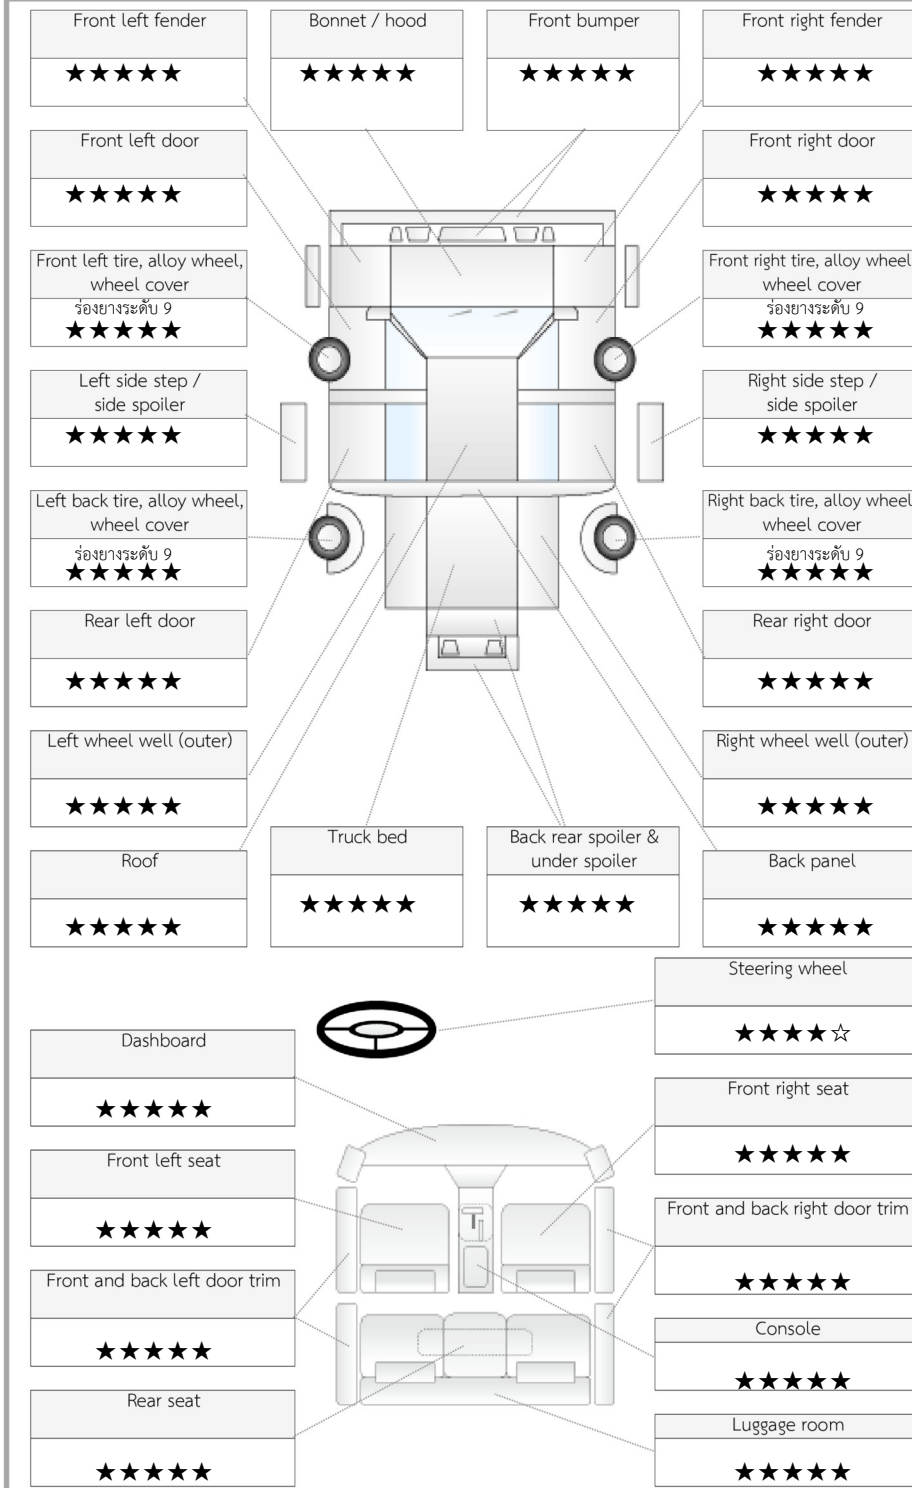 Front left fender
★★★★★
Bonnet / hood
★★★★★
Front bumper
★★★★★
Front right fender
★★★★★
Front left door
★★★★★
Front right door
★★★★★
Front left tire, alloy wheel,
wheel cover
ร่องยางระดับ 9
★★★★★
Front right tire, alloy wheel
wheel cover
ร่องยางระดับ 9
★★★★★
Left side step /
side spoiler
★★★★★
Right side step /
side spoiler
★★★★★
Left back tire, alloy wheel,
wheel cover
ร่องยางระดับ 9
★★★★★
Right back tire, alloy wheel
wheel cover
ร่องยางระดับ 9
★★★★★
Rear left door
★★★★★
Rear right door
★★★★★
Left wheel well (outer)
★★★★★
Right wheel well (outer)
★★★★★
Roof
★★★★★
Truck bed
★★★★★
Back rear spoiler &
under spoiler
★★★★★
Back panel
★★★★★
Steering wheel
★★★★☆
Dashboard
★★★★★
Front right seat
★★★★★
Front left seat
★★★★★
Front and back right door trim
★★★★★
Front and back left door trim
★★★★★
Console
★★★★★
Rear seat
★★★★★
Luggage room
★★★★★